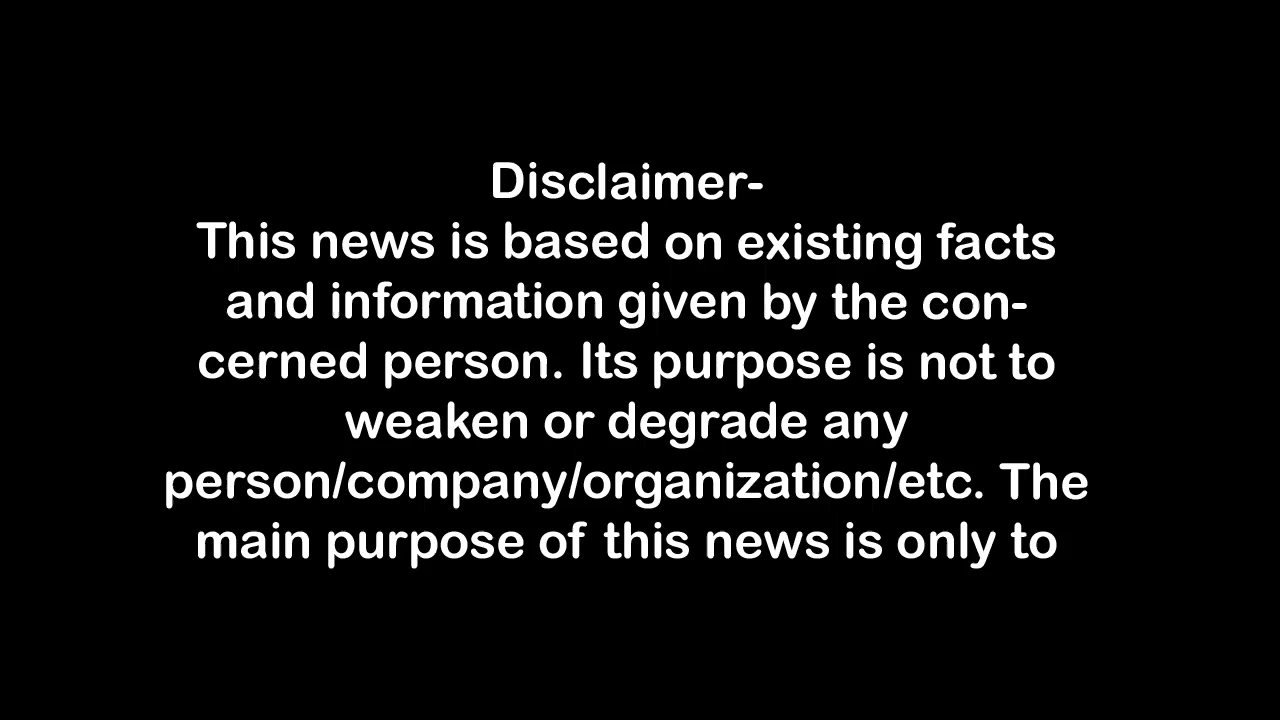 Disclaimer-
This news is based on existing facts
and information given by the con-
cerned person. Its purpose is not to
weaken or degrade any
person/company/organization/etc. The
main purpose of this news is only to